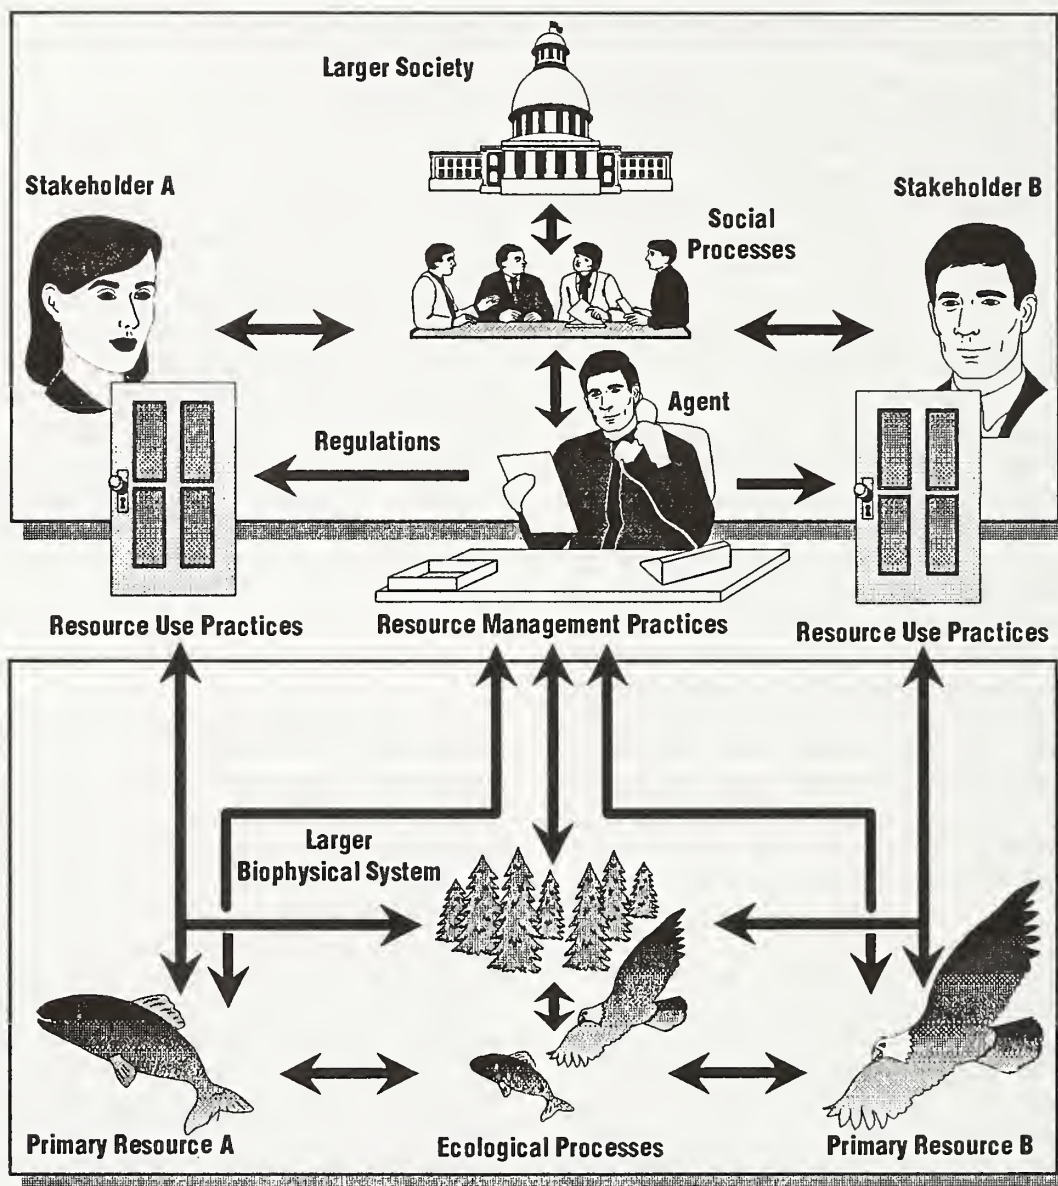 Larger Society
Stakeholder A
Stakeholder B
Social
Processes
Agent
Regulations
Resource Use Practices
Resource Management Practices
Resource Use Practices
Larger
Biophysical System
Primary Resource A
Ecological Processes
Primary Resource B